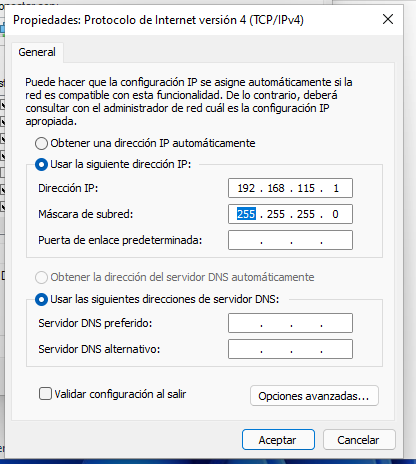 Propiedades: Protocolo de Internet versión 4 (TCP/IPv4)
General
Puede hacer que la configuración IP se asigne automáticamente si la
red es compatible con esta funcionalidad. De lo contrario, deberá
consultar con el administrador de red cuál es la configuración IP
apropiada.
Obtener una dirección IP automáticamente
Usar la siguiente dirección IP:
Dirección IP: 192 . 168 . 115 . 1
Máscara de subred: 255 . 255 . 255 . 0
Puerta de enlace predeterminada: . . .
Obtener la dirección del servidor DNS automáticamente
Usar las siguientes direcciones de servidor DNS:
Servidor DNS preferido: . . .
Servidor DNS alternativo: . . .
Validar configuración al salir
Opciones avanzadas...
Aceptar Cancelar